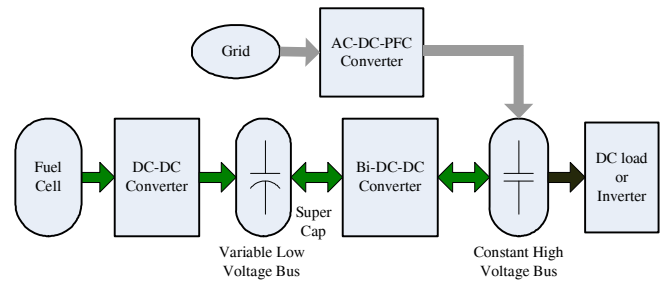 Grid
AC-DC-PFC
Converter
Fuel
Cell
DC-DC
Converter
Super
Cap
Bi-DC-DC
Converter
DC load
or
Inverter
Variable Low
Voltage Bus
Constant High
Voltage Bus